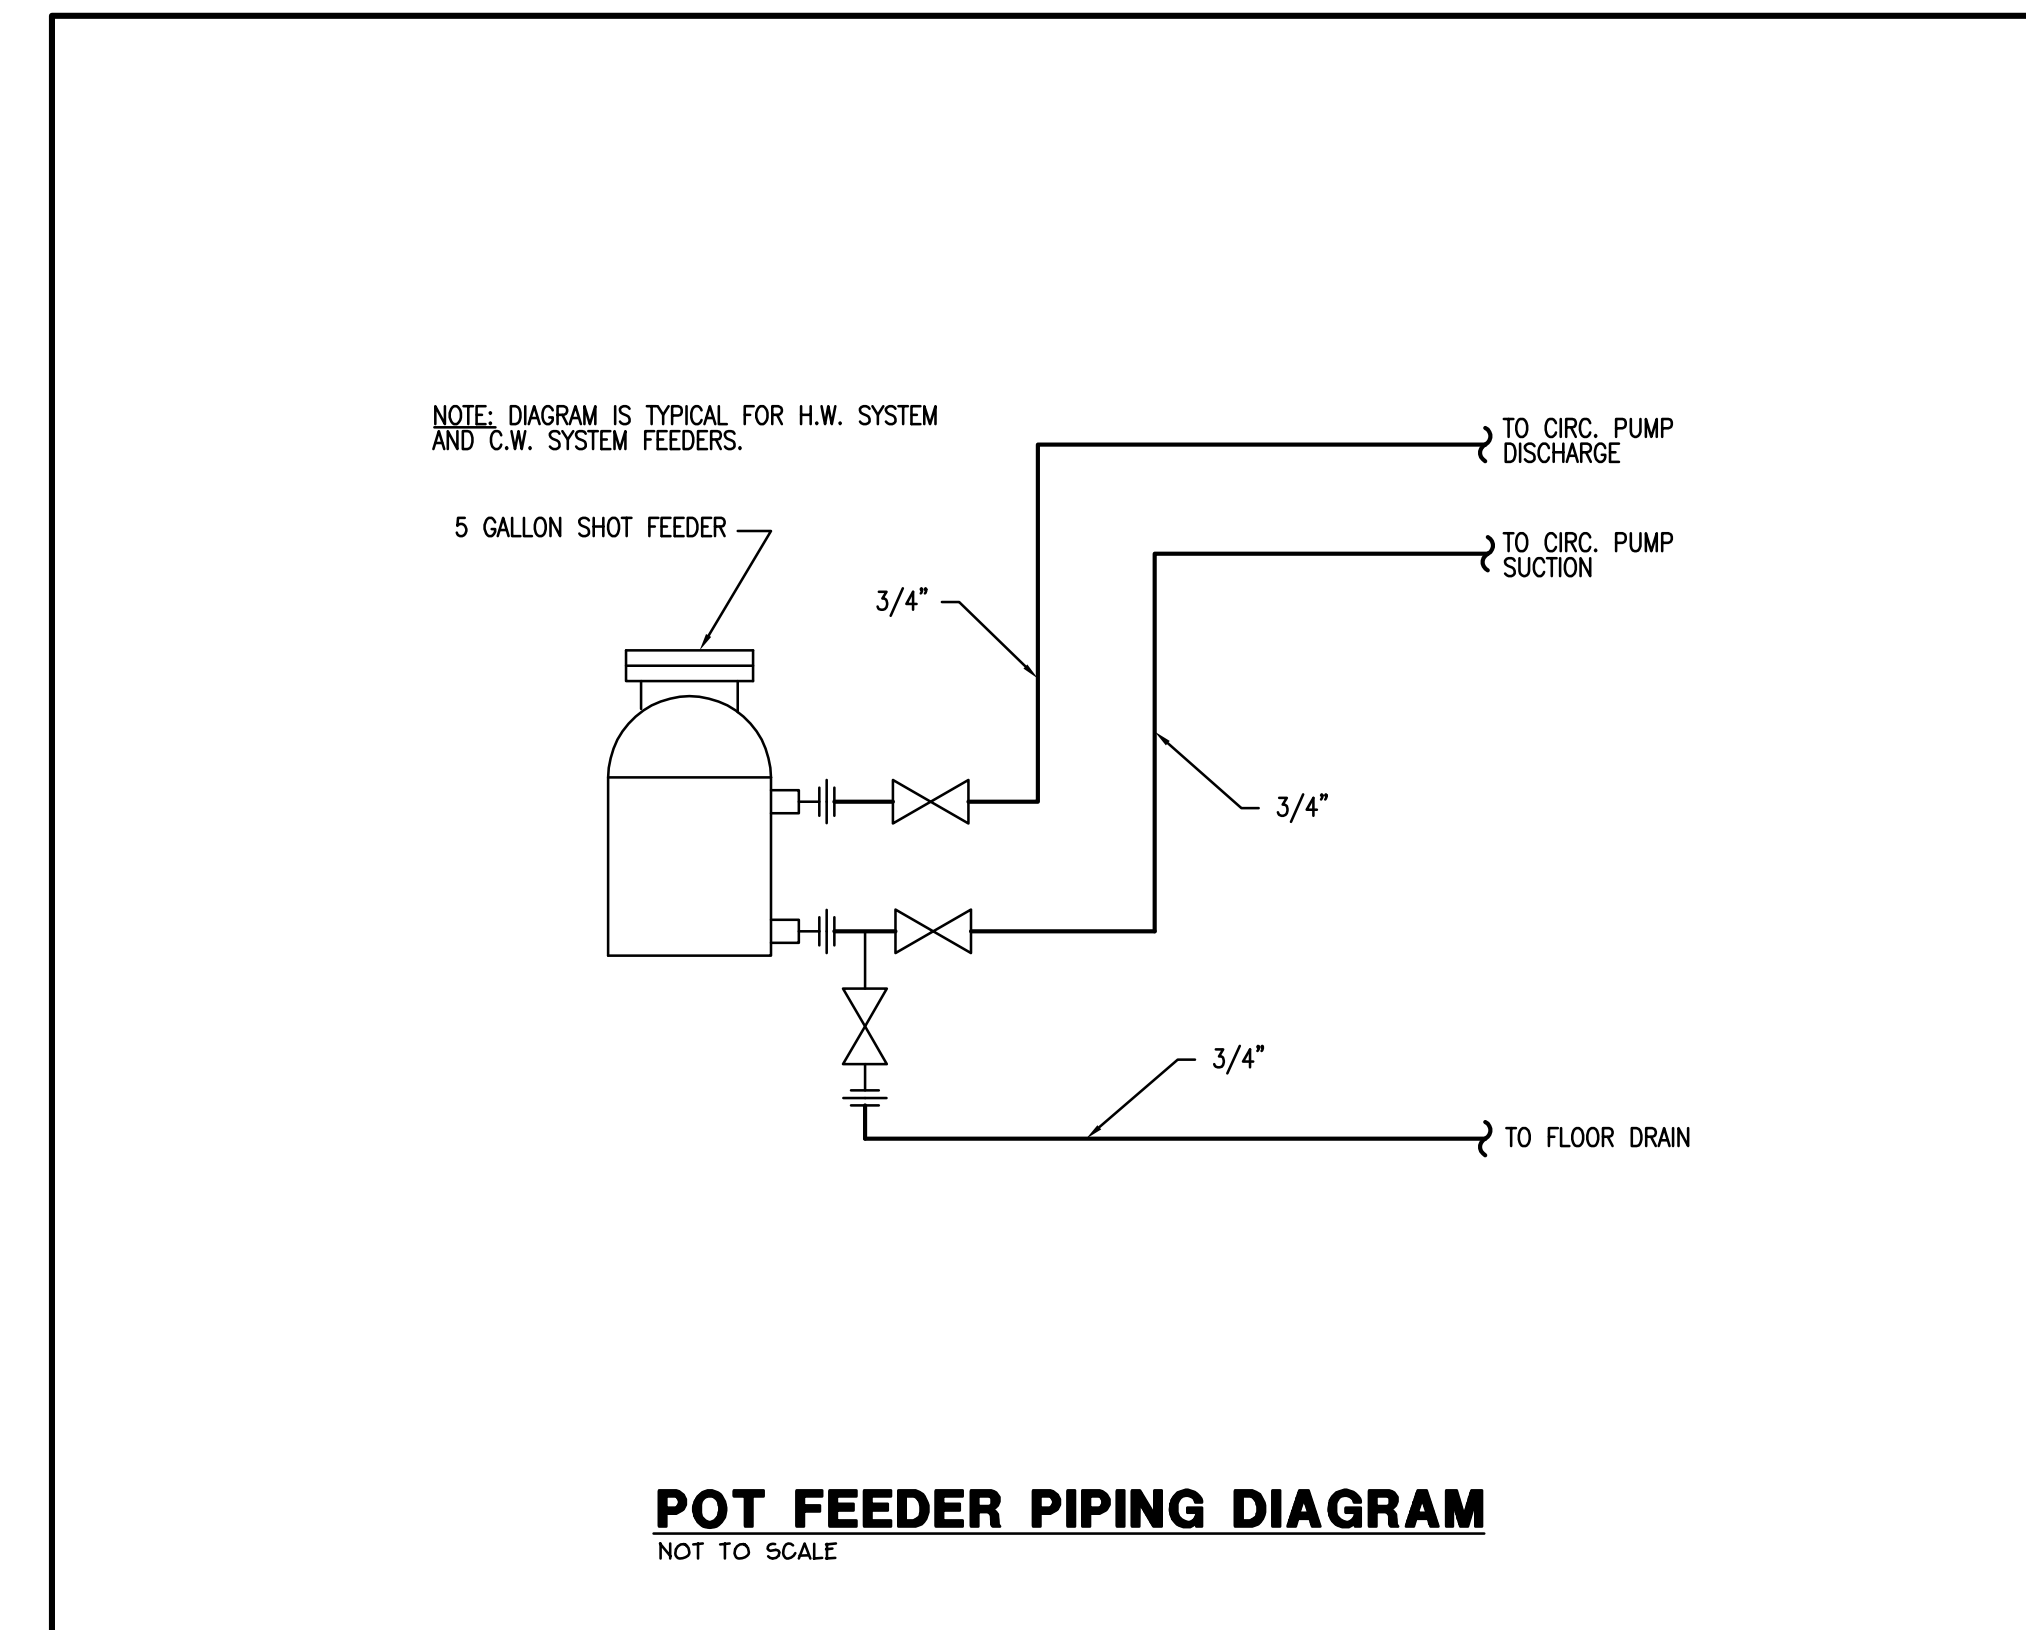 NOTE: DIAGRAM IS TYPICAL FOR H.W. SYSTEM
AND C.W. SYSTEM FEEDERS.
TO CIRC. PUMP
DISCHARGE
5 GALLON SHOT FEEDER
TO CIRC. PUMP
SUCTION
3/4"
3/4"
3/4"
TO FLOOR DRAIN
POT FEEDER PIPING DIAGRAM
NOT TO SCALE